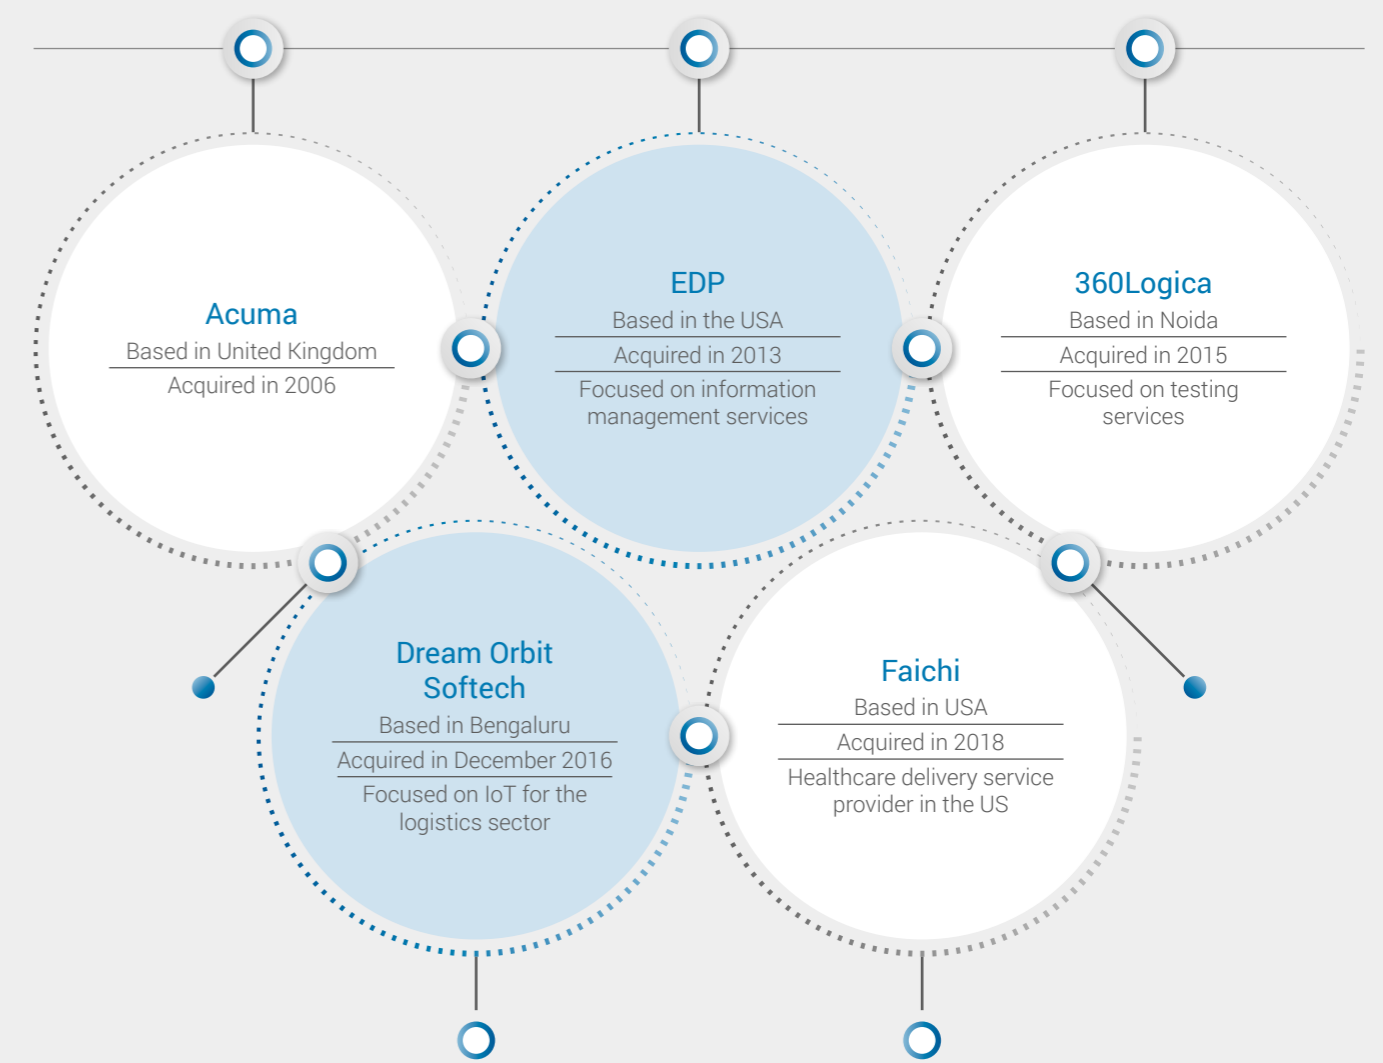 Acuma
Based in United Kingdom
Acquired in 2006
EDP
Based in the USA
Acquired in 2013
Focused on information
management services
360Logica
Based in Noida
Acquired in 2015
Focused on testing
services
Dream Orbit
Softech
Based in Bengaluru
Acquired in December 2016
Focused on IoT for the
logistics sector
Faichi
Based in USA
Acquired in 2018
Healthcare delivery service
provider in the US